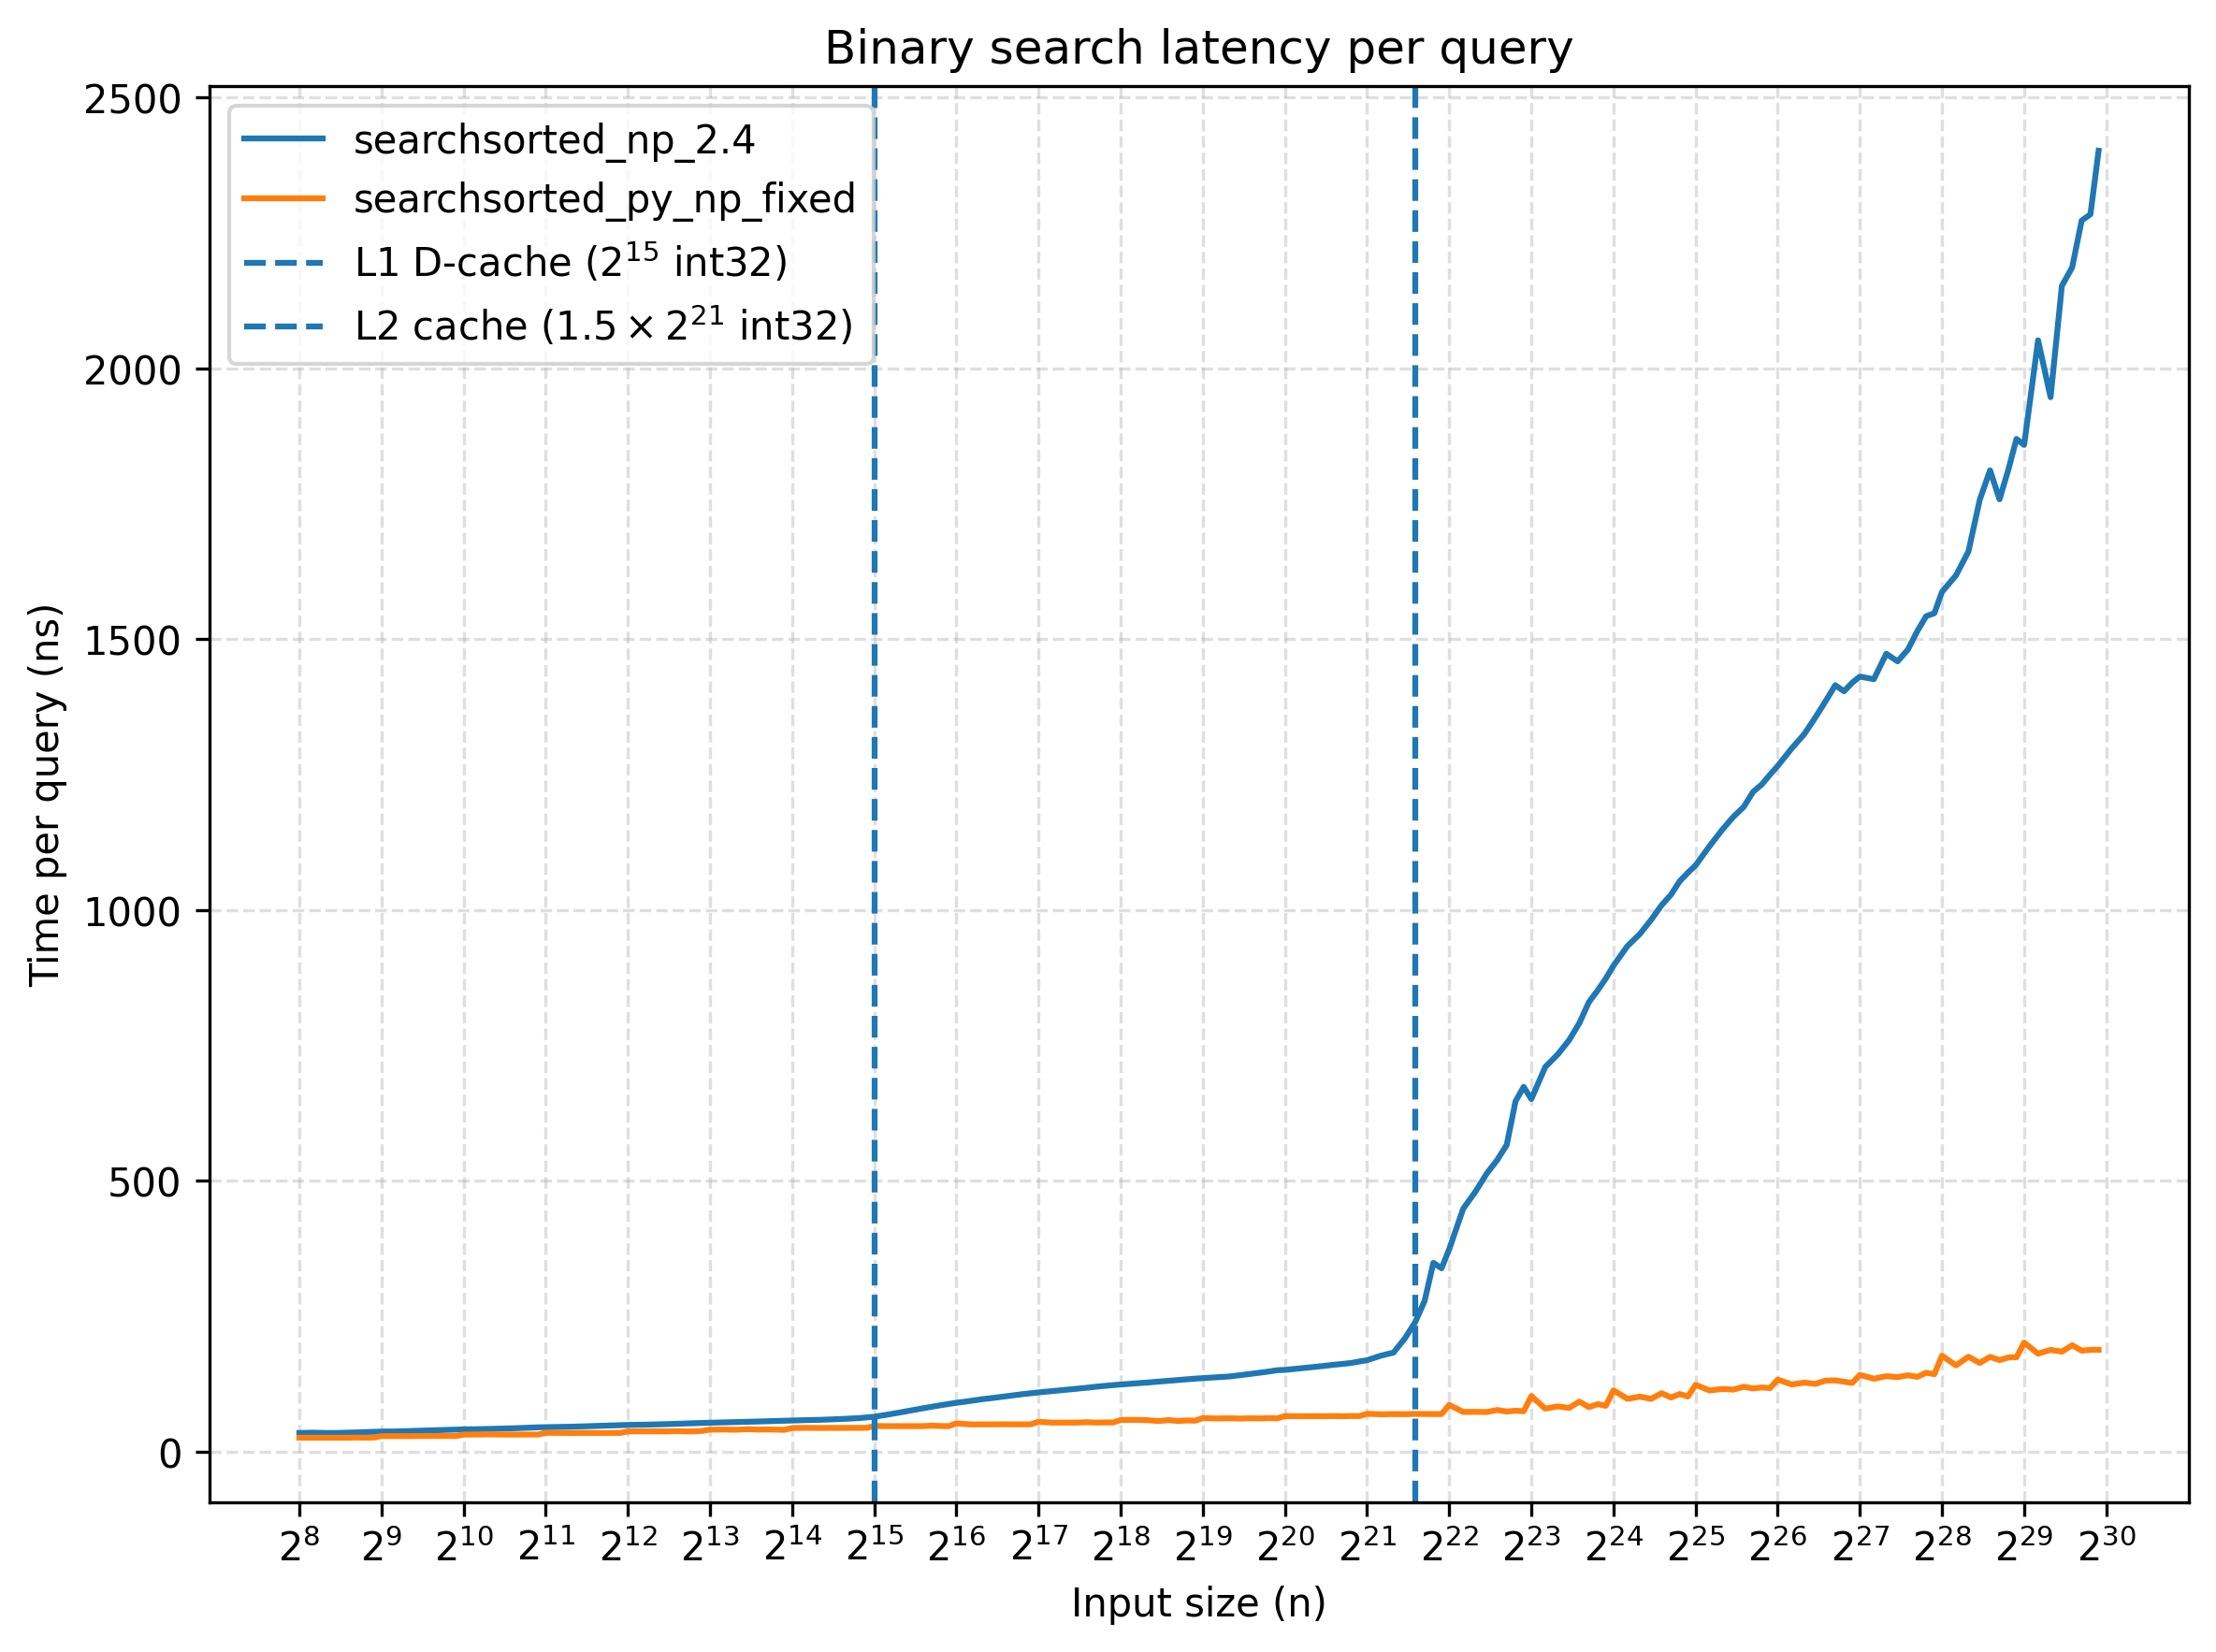 Binary search latency per query
2500
2000
1500
1000
500
0
Time per query (ns)
searchsorted_np_2.4
searchsorted_py_np_fixed
L1 D-cache (2¹⁵ int32)
L2 cache (1.5 × 2²¹ int32)
2⁸ 2⁹ 2¹⁰ 2¹¹ 2¹² 2¹³ 2¹⁴ 2¹⁵ 2¹⁶ 2¹⁷ 2¹⁸ 2¹⁹ 2²⁰ 2²¹ 2²² 2²³ 2²⁴ 2²⁵ 2²⁶ 2²⁷ 2²⁸ 2²⁹ 2³⁰
Input size (n)